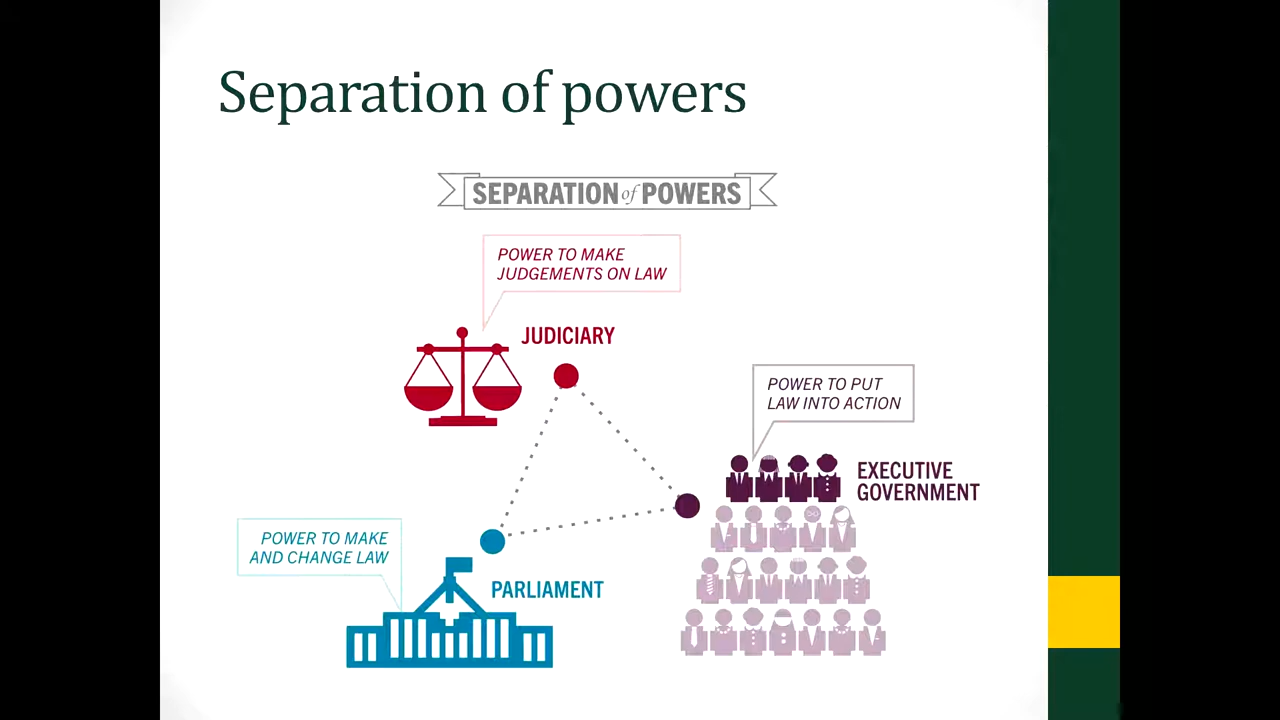 Separation of powers
SEPARATION of POWERS
POWER TO MAKE
JUDGEMENTS ON LAW
JUDICIARY
POWER TO PUT
LAW INTO ACTION
EXECUTIVE
GOVERNMENT
POWER TO MAKE
AND CHANGE LAW
PARLIAMENT